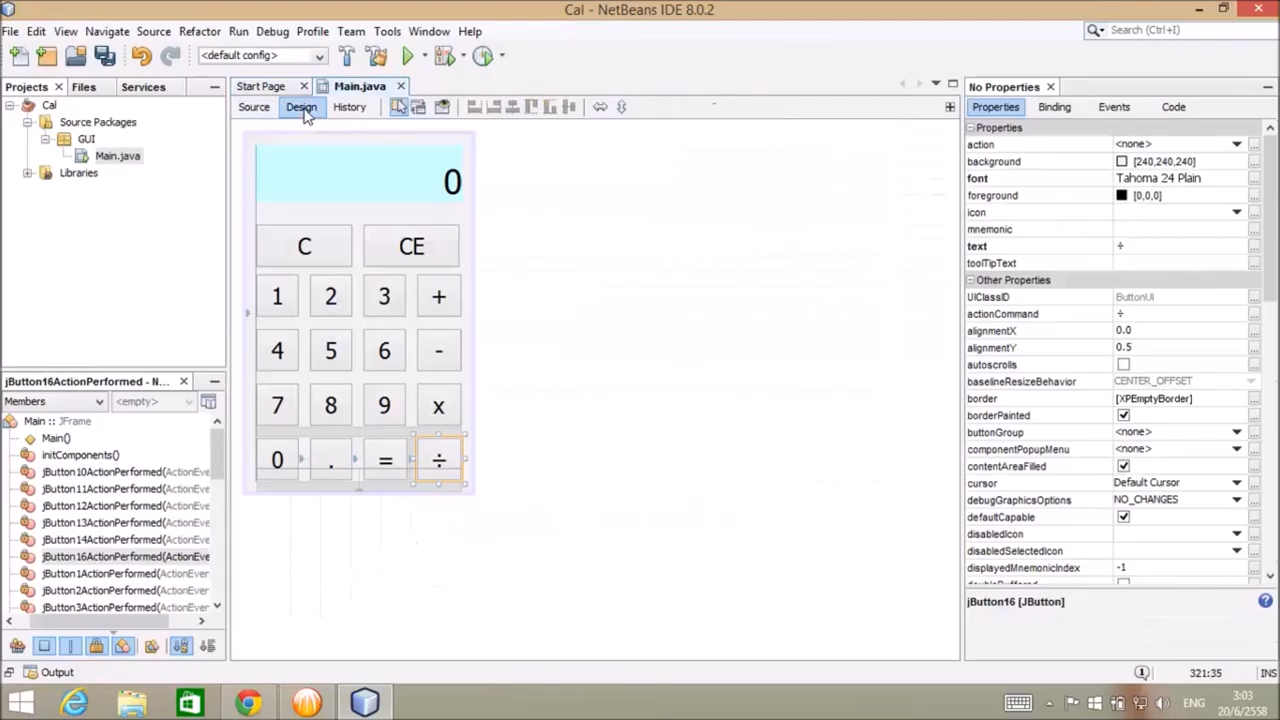 Cal - NetBeans IDE 8.0.2
File Edit View Navigate Source Refactor Run Debug Profile Team Tools Window Help
Search (Ctrl+I)
<default config>
Projects Files Services
Start Page Main.java
No Properties
Source Design History
Properties Binding Events Code
Cal
Source Packages
GUI
Main.java
Libraries
0
C CE
1 2 3 +
4 5 6 -
7 8 9 x
0 . = ÷
jButton16ActionPerformed - N...
Members <empty>
Main :: JFrame
Main()
initComponents()
jButton10ActionPerformed(ActionEve
jButton11ActionPerformed(ActionEve
jButton12ActionPerformed(ActionEve
jButton13ActionPerformed(ActionEve
jButton14ActionPerformed(ActionEve
jButton16ActionPerformed(ActionEve
jButton1ActionPerformed(ActionEver
jButton2ActionPerformed(ActionEver
jButton3ActionPerformed(ActionEver
Properties
action <none>
background [240,240,240]
font Tahoma 24 Plain
foreground [0,0,0]
icon
mnemonic
text ÷
toolTipText
Other Properties
UIClassID ButtonUI
actionCommand ÷
alignmentX 0.0
alignmentY 0.5
autoscrolls
baselineResizeBehavior CENTER_OFFSET
border [XPEmptyBorder]
borderPainted
buttonGroup <none>
componentPopupMenu <none>
contentAreaFilled
cursor Default Cursor
debugGraphicsOptions NO_CHANGES
defaultCapable
disabledIcon
disabledSelectedIcon
displayedMnemonicIndex -1
jButton16 [JButton]
Output
1 321:35 INS
ENG
3:03
20/6/2558